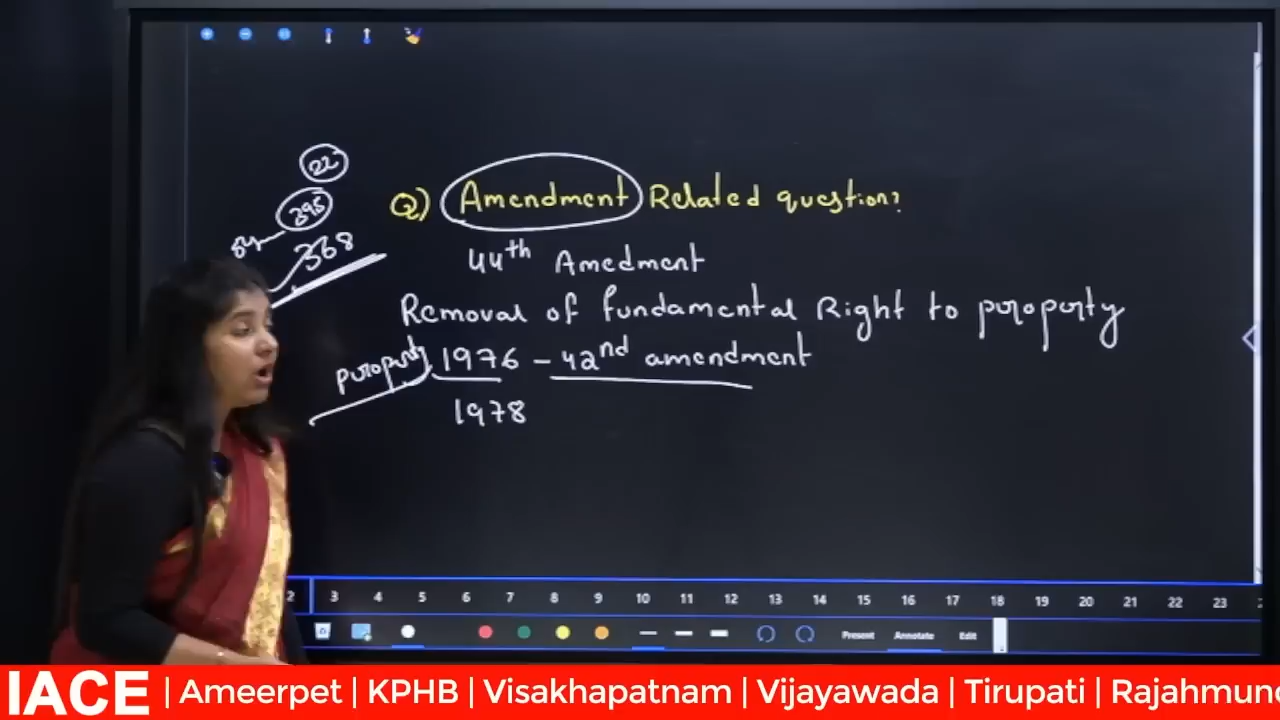 22
395
368
Q) Amendment Related question?
44th Amedment
Removal of fundamental Right to property
property 1976 - 42nd amendment
1978
2 3 4 5 6 7 8 9 10 11 12 13 14 15 16 17 18 19 20 21 22 23
Present Annotate Edit
IACE | Ameerpet | KPHB | Visakhapatnam | Vijayawada | Tirupati | Rajahmund